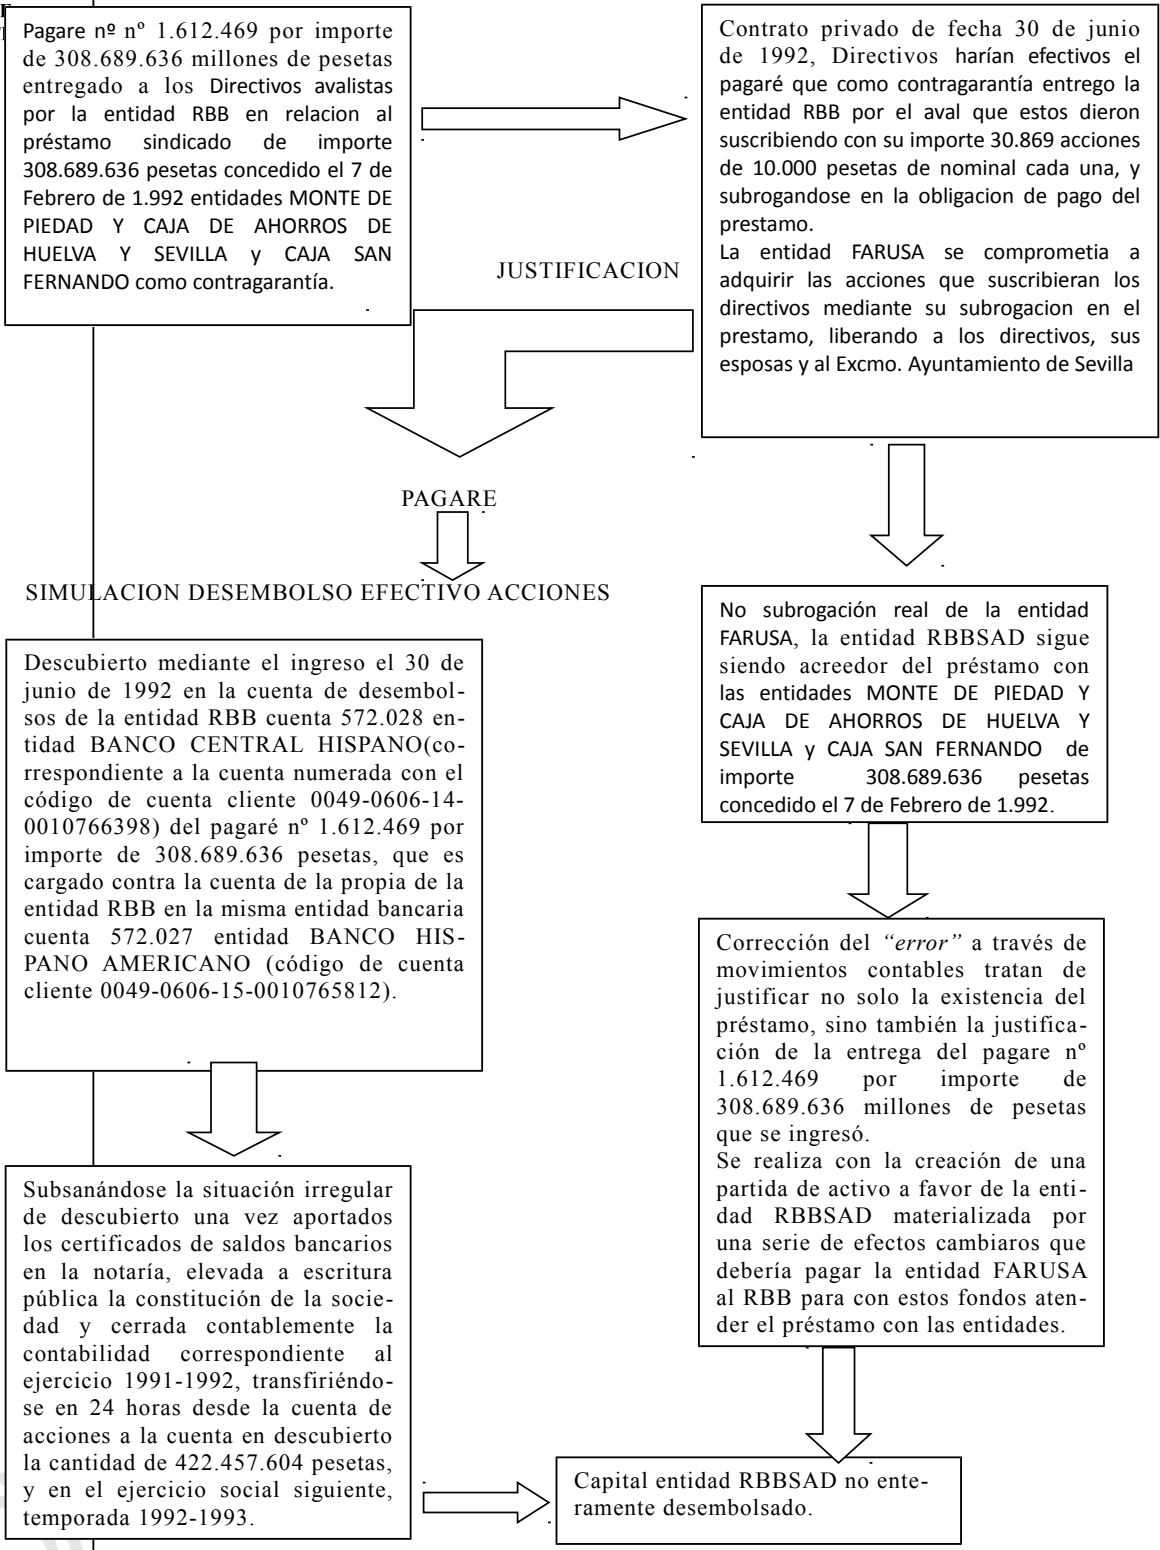 Pagare nº nº 1.612.469 por importe
de 308.689.636 millones de pesetas
entregado a los Directivos avalistas
por la entidad RBB en relacion al
préstamo sindicado de importe
308.689.636 pesetas concedido el 7 de
Febrero de 1.992 entidades MONTE DE
PIEDAD Y CAJA DE AHORROS DE
HUELVA Y SEVILLA y CAJA SAN
FERNANDO como contragarantía.
Contrato privado de fecha 30 de junio
de 1992, Directivos harían efectivos el
pagaré que como contragarantía entrego la
entidad RBB por el aval que estos dieron
suscribiendo con su importe 30.869 acciones
de 10.000 pesetas de nominal cada una, y
subrogandose en la obligacion de pago del
prestamo.
La entidad FARUSA se comprometia a
adquirir las acciones que suscribieran los
directivos mediante su subrogacion en el
prestamo, liberando a los directivos, sus
esposas y al Excmo. Ayuntamiento de Sevilla
JUSTIFICACION
PAGARE
SIMULACION DESEMBOLSO EFECTIVO ACCIONES
Descubierto mediante el ingreso el 30 de
junio de 1992 en la cuenta de desembol-
sos de la entidad RBB cuenta 572.028 en-
tidad BANCO CENTRAL HISPANO(co-
rrespondiente a la cuenta numerada con el
código de cuenta cliente 0049-0606-14-
0010766398) del pagaré nº 1.612.469 por
importe de 308.689.636 pesetas, que es
cargado contra la cuenta de la propia de la
entidad RBB en la misma entidad bancaria
cuenta 572.027 entidad BANCO HIS-
PANO AMERICANO (código de cuenta
cliente 0049-0606-15-0010765812).
No subrogación real de la entidad
FARUSA, la entidad RBBSAD sigue
siendo acreedor del préstamo con
las entidades MONTE DE PIEDAD Y
CAJA DE AHORROS DE HUELVA Y
SEVILLA y CAJA SAN FERNANDO de
importe 308.689.636 pesetas
concedido el 7 de Febrero de 1.992.
Corrección del “error” a través de
movimientos contables tratan de
justificar no solo la existencia del
préstamo, sino también la justifica-
ción de la entrega del pagare nº
1.612.469 por importe de
308.689.636 millones de pesetas
que se ingresó.
Se realiza con la creación de una
partida de activo a favor de la enti-
dad RBBSAD materializada por
una serie de efectos cambiaros que
debería pagar la entidad FARUSA
al RBB para con estos fondos aten-
der el préstamo con las entidades.
Subsanándose la situación irregular
de descubierto una vez aportados
los certificados de saldos bancarios
en la notaría, elevada a escritura
pública la constitución de la socie-
dad y cerrada contablemente la
contabilidad correspondiente al
ejercicio 1991-1992, transfiriéndo-
se en 24 horas desde la cuenta de
acciones a la cuenta en descubierto
la cantidad de 422.457.604 pesetas,
y en el ejercicio social siguiente,
temporada 1992-1993.
Capital entidad RBBSAD no ente-
ramente desembolsado.